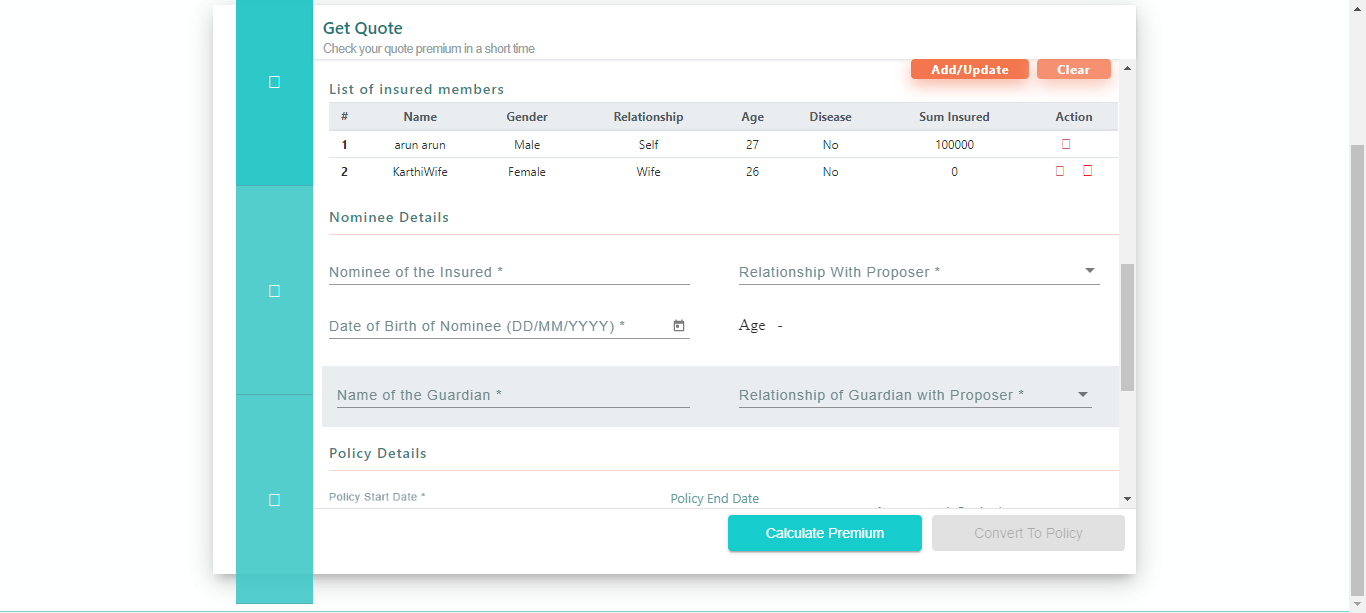 Get Quote
Check your quote premium in a short time
Add/Update Clear
List of insured members
# Name Gender Relationship Age Disease Sum Insured Action
1 arun arun Male Self 27 No 100000
2 KarthiWife Female Wife 26 No 0
Nominee Details
Nominee of the Insured * Relationship With Proposer *
Date of Birth of Nominee (DD/MM/YYYY) * Age -
Name of the Guardian * Relationship of Guardian with Proposer *
Policy Details
Policy Start Date * Policy End Date
Calculate Premium Convert To Policy